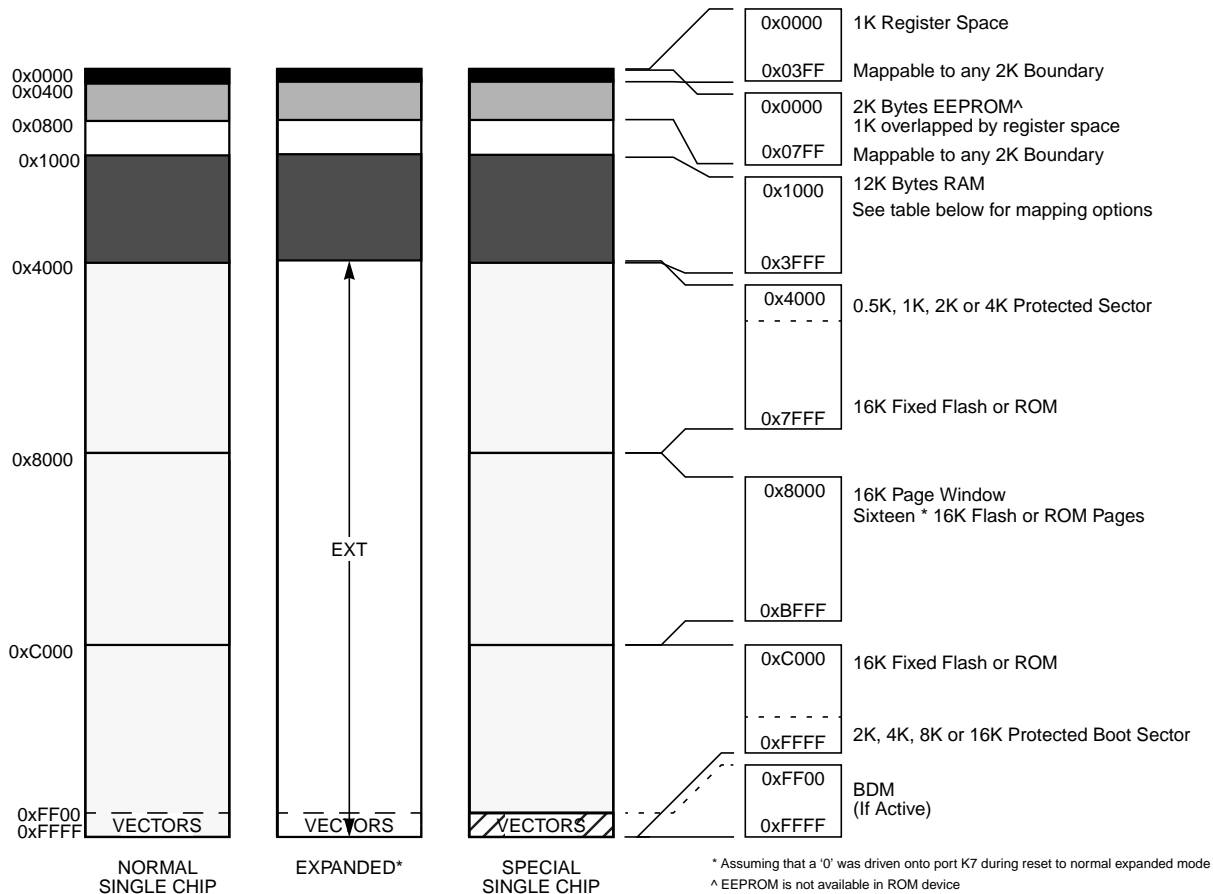 0x0000
0x0400
0x0800
0x1000
0x4000
0x8000
0xC000
0xFF00
0xFFFF
VECTORS
NORMAL
SINGLE CHIP
EXT
VECTORS
EXPANDED*
VECTORS
SPECIAL
SINGLE CHIP
0x0000 1K Register Space
0x03FF Mappable to any 2K Boundary
0x0000 2K Bytes EEPROM^
1K overlapped by register space
0x07FF Mappable to any 2K Boundary
0x1000 12K Bytes RAM
See table below for mapping options
0x3FFF
0x4000 0.5K, 1K, 2K or 4K Protected Sector
0x7FFF 16K Fixed Flash or ROM
0x8000 16K Page Window
Sixteen * 16K Flash or ROM Pages
0xBFFF
0xC000 16K Fixed Flash or ROM
0xFFFF 2K, 4K, 8K or 16K Protected Boot Sector
0xFF00 BDM
(If Active)
0xFFFF
* Assuming that a ‘0’ was driven onto port K7 during reset to normal expanded mode
^ EEPROM is not available in ROM device